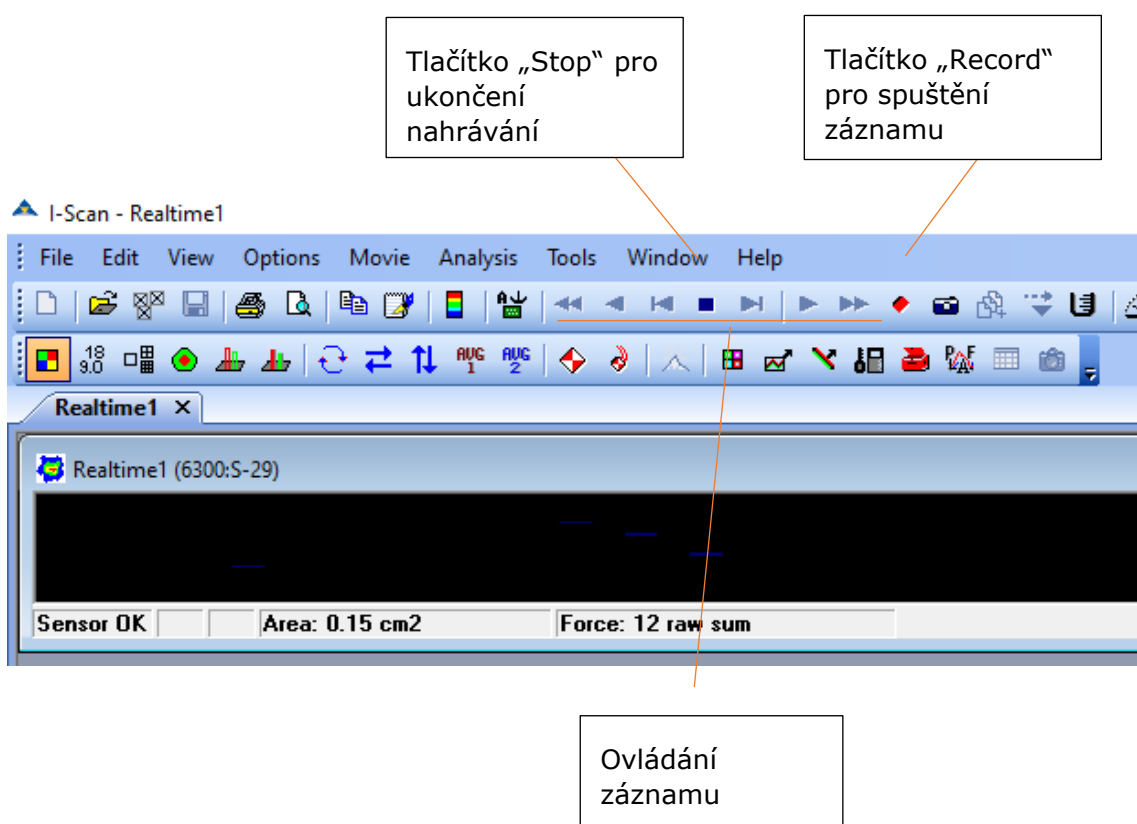 Tlačítko „Stop“ pro
ukončení
nahrávání
Tlačítko „Record“
pro spuštění
záznamu
I-Scan - Realtime1
File Edit View Options Movie Analysis Tools Window Help
18
9.0
AVG
1
AVG
2
Realtime1
Realtime1 (6300:S-29)
Sensor OK Area: 0.15 cm2 Force: 12 raw sum
Ovládání
záznamu